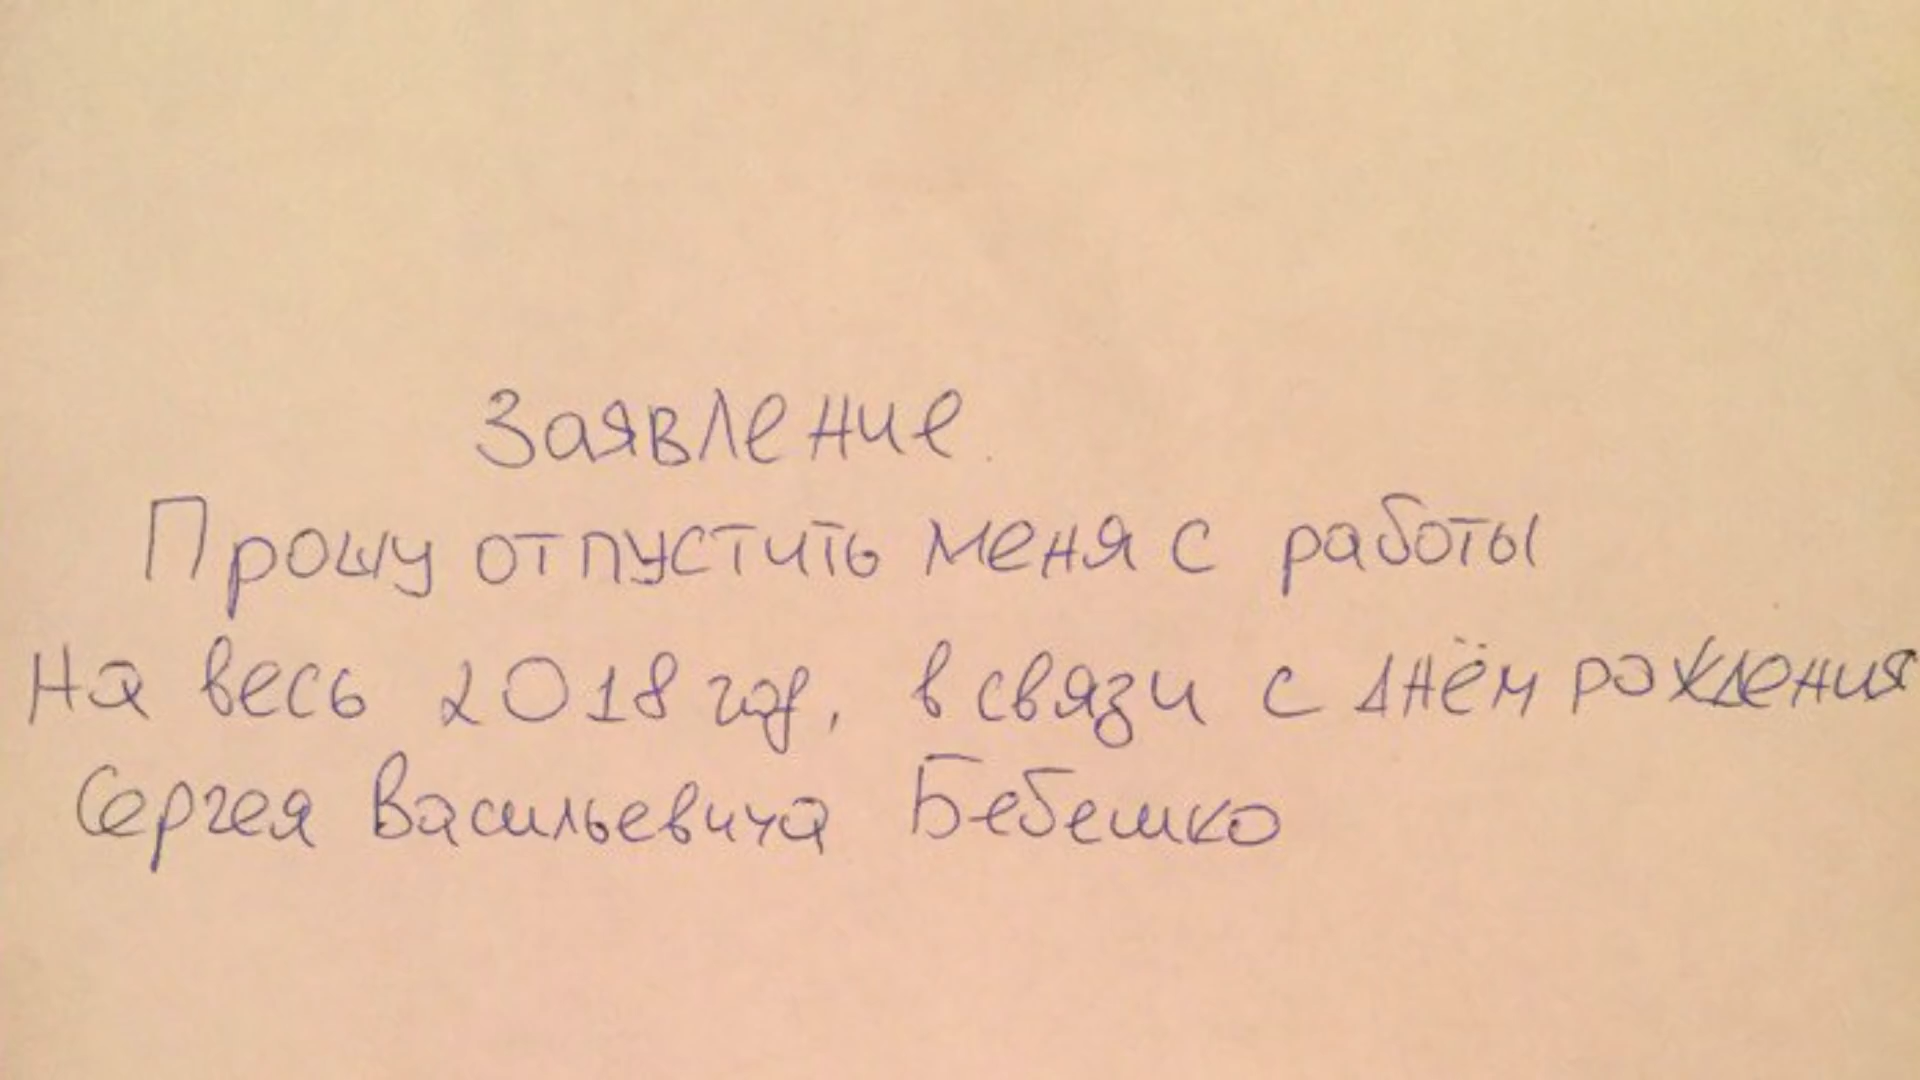 Заявление.
Прошу отпустить меня с работы
на весь 2018 год, в связи с днём рождения
Сергея Васильевича Бебешко